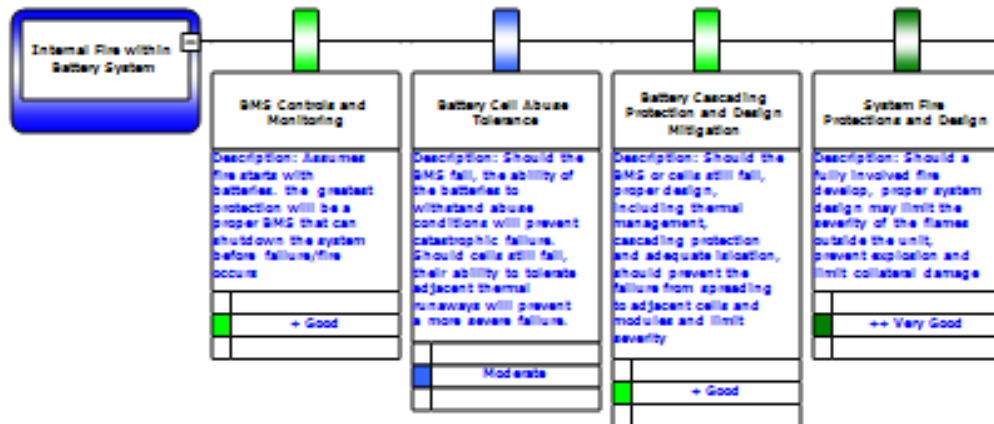 Internal Fire within
Battery System
BMS Controls and
Monitoring
Description: Assumes
fire starts with
batteries. the greatest
protection will be a
proper BMS that can
shutdown the system
before failure/fire
occurs
+ Good
Battery Cell Abuse
Tolerance
Description: Should the
BMS fail, the ability of
the batteries to
withstand abuse
conditions will prevent
catastrophic failure.
Should cells still fail,
their ability to tolerate
adjacent thermal
runaways will prevent
a more severe failure.
Moderate
Battery Cascading
Protection and Design
Mitigation
Description: Should the
BMS or cells still fail,
proper design,
including thermal
management,
cascading protection
and adequate islocation,
should prevent the
failure from spreading
to adjacent cells and
modules and limit
severity
+ Good
System Fire
Protections and Design
Description: Should a
fully involved fire
develop, proper system
design may limit the
severity of the flames
outside the unit,
prevent explosion and
limit collateral damage
++ Very Good